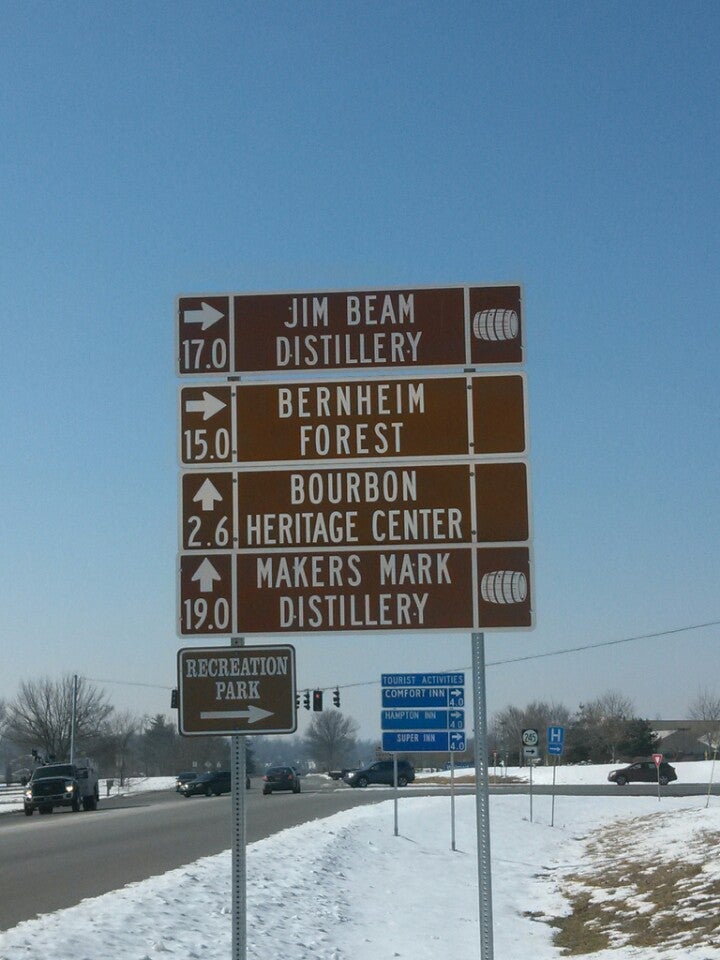 JIM BEAM
17.0 DISTILLERY
BERNHEIM
15.0 FOREST
BOURBON
2.6 HERITAGE CENTER
MAKERS MARK
19.0 DISTILLERY
RECREATION
PARK
TOURIST ACTIVITIES
COMFORT INN 4.0
HAMPTON INN 4.0
SUPER INN 4.0
245
H